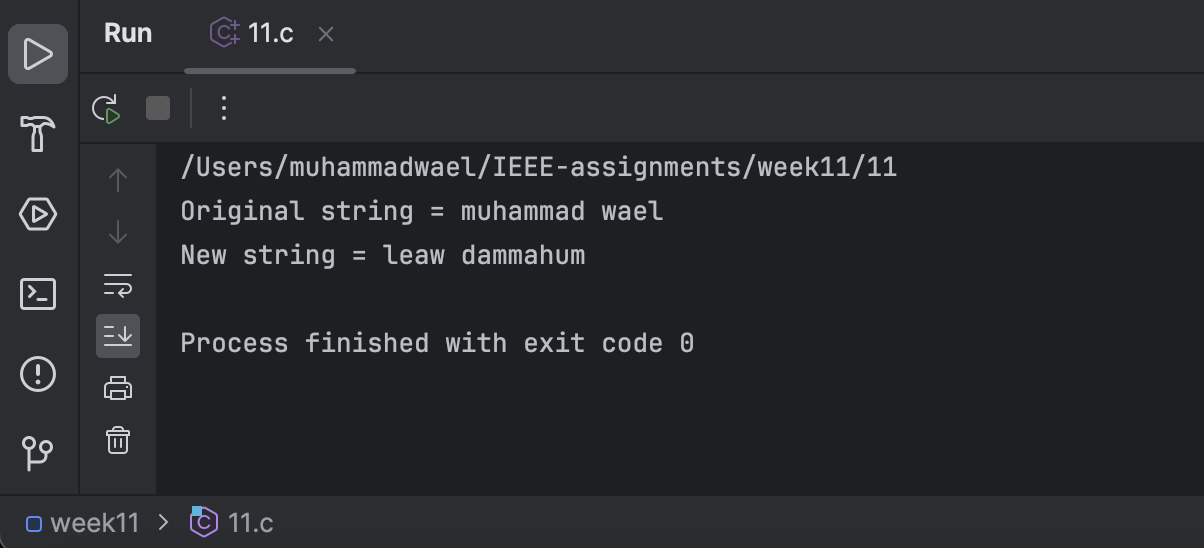 Run 11.c
/Users/muhammadwael/IEEE-assignments/week11/11
Original string = muhammad wael
New string = leaw dammahum
Process finished with exit code 0
week11 > 11.c